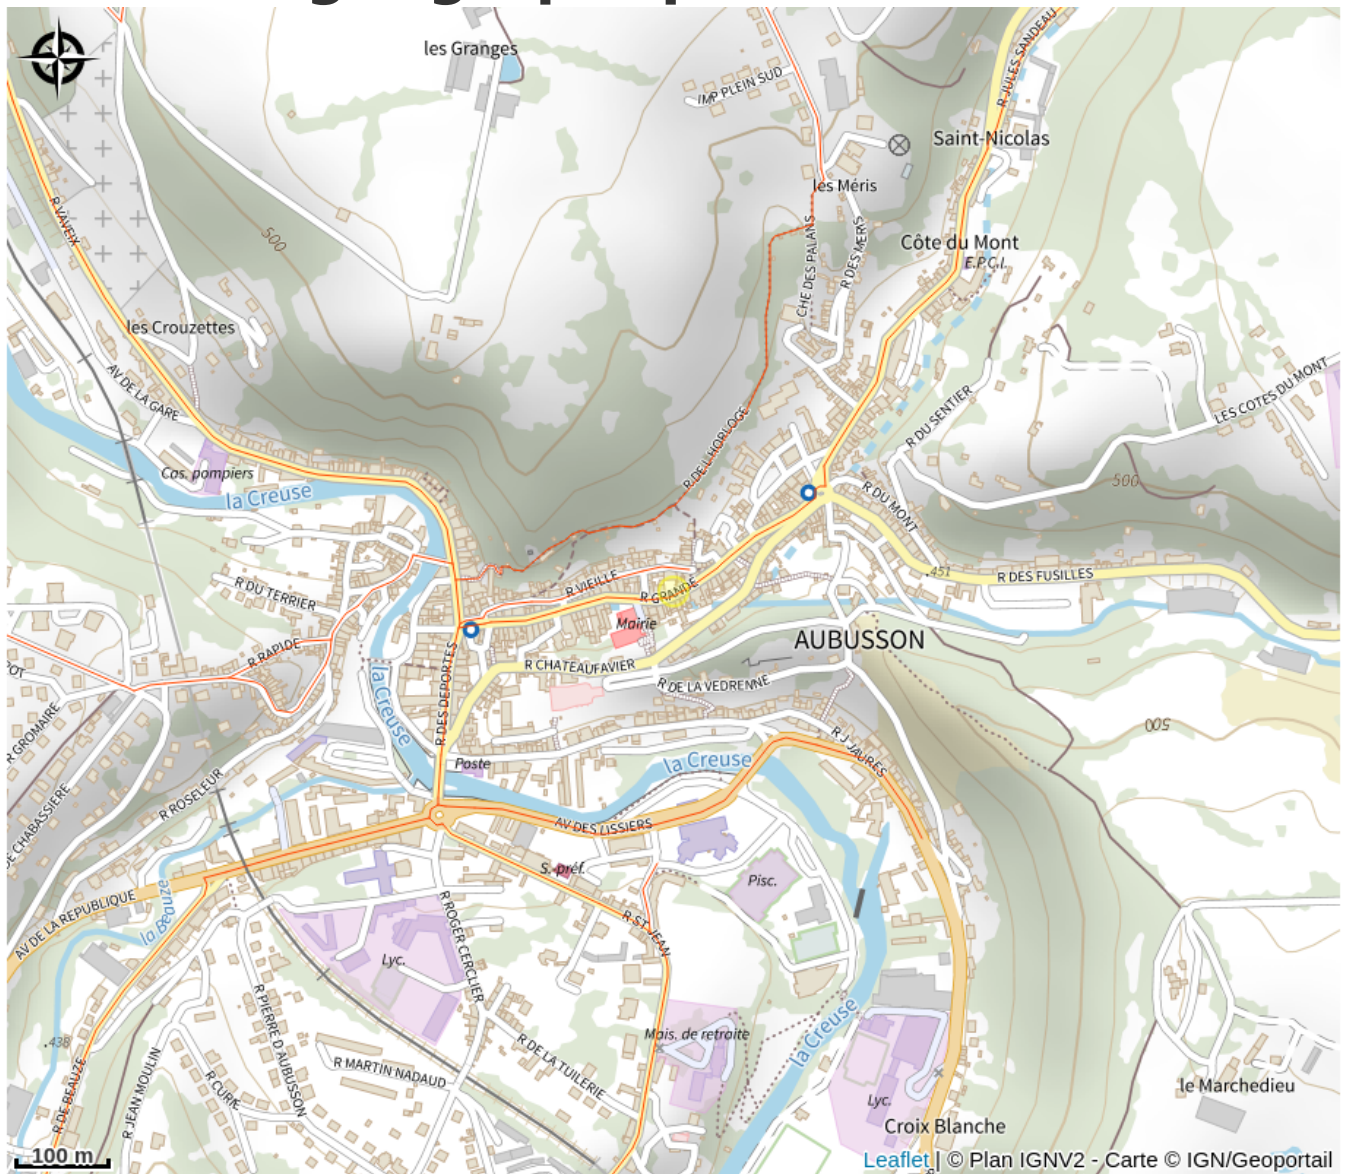 les Granges
IMP PLEIN SUD
R JULES SANDEAU
Saint-Nicolas
les Méris
R VAVEIX
500
CHE DES PALANS
R DES MERIS
Côte du Mont
E.P.C.I.
les Crouzettes
AV DE LA GARE
LES COTES DU MONT
R DU SENTIER
R DE L'HORLOGE
Cas. pompiers
la Creuse
500
R DU MONT
R DU TERRIER
R VIEILLE
R GRANDE
.451
R DES FUSILLES
Mairie
AUBUSSON
R RAPIDE
R CHATEAUFAVIER
R DE LA VEDRENNE
la Creuse
R DES DEPORTES
POT
R GROMAIRE
500
R J JAURES
Poste
la Creuse
R ROSELEUR
DE CHABASSIERE
AV DES LISSIERS
S. préf.
Pisc.
AV DE LA REPUBLIQUE
la Beauze
R ST JEAN
R ROGER CERCLIER
Lyc.
R PIERRE D AUBUSSON
Mais. de retraite
la Creuse
.438
R DE BEAUZE
R JEAN MOULIN
R CURIE
R MARTIN NADAUD
R DE LA TUILERIE
le Marchedieu
Lyc.
Croix Blanche
100 m
Leaflet | © Plan IGNV2 - Carte © IGN/Geoportail